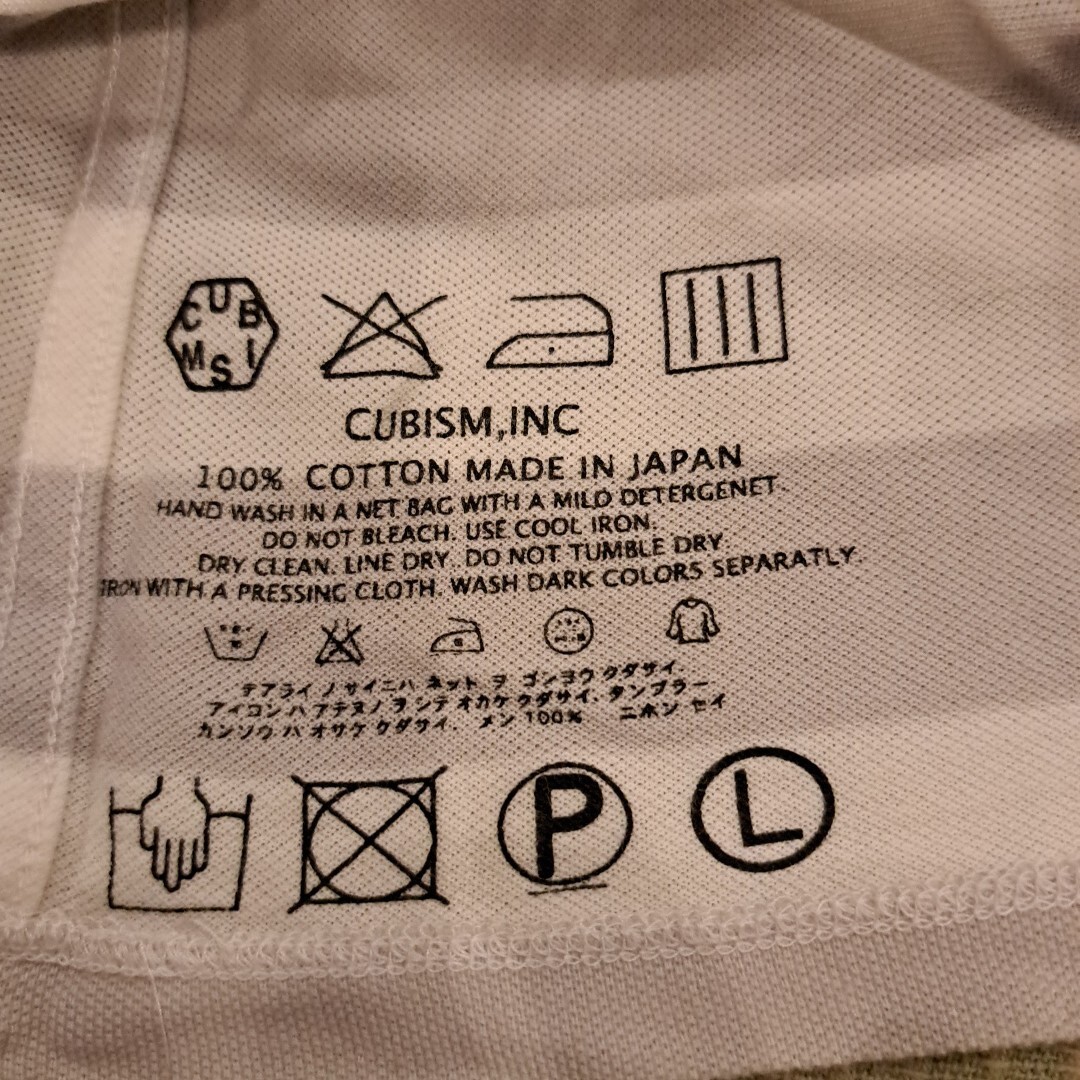 CUBISM
CUBISM,INC
100% COTTON MADE IN JAPAN
HAND WASH IN A NET BAG WITH A MILD DETERGENET.
DO NOT BLEACH. USE COOL IRON.
DRY CLEAN. LINE DRY. DO NOT TUMBLE DRY
IRON WITH A PRESSING CLOTH. WASH DARK COLORS SEPARATLY.
テアライ ノ サイニハ ネット ヲ ゴシヨウ クダサイ.
アイロン ハ アテヌノ ヲ シテ オカケ クダサイ. タンブラー
カンソウ ハ オサケ クダサイ. メン 100% ニホン セイ
P
L